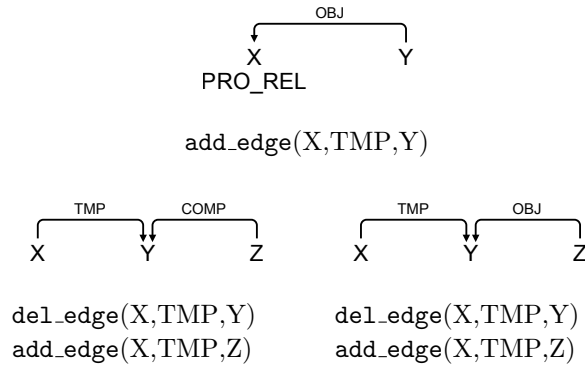 OBJ
X Y
PRO_REL
add_edge(X,TMP,Y)
TMP COMP
X Y Z
del_edge(X,TMP,Y)
add_edge(X,TMP,Z)
TMP OBJ
X Y Z
del_edge(X,TMP,Y)
add_edge(X,TMP,Z)